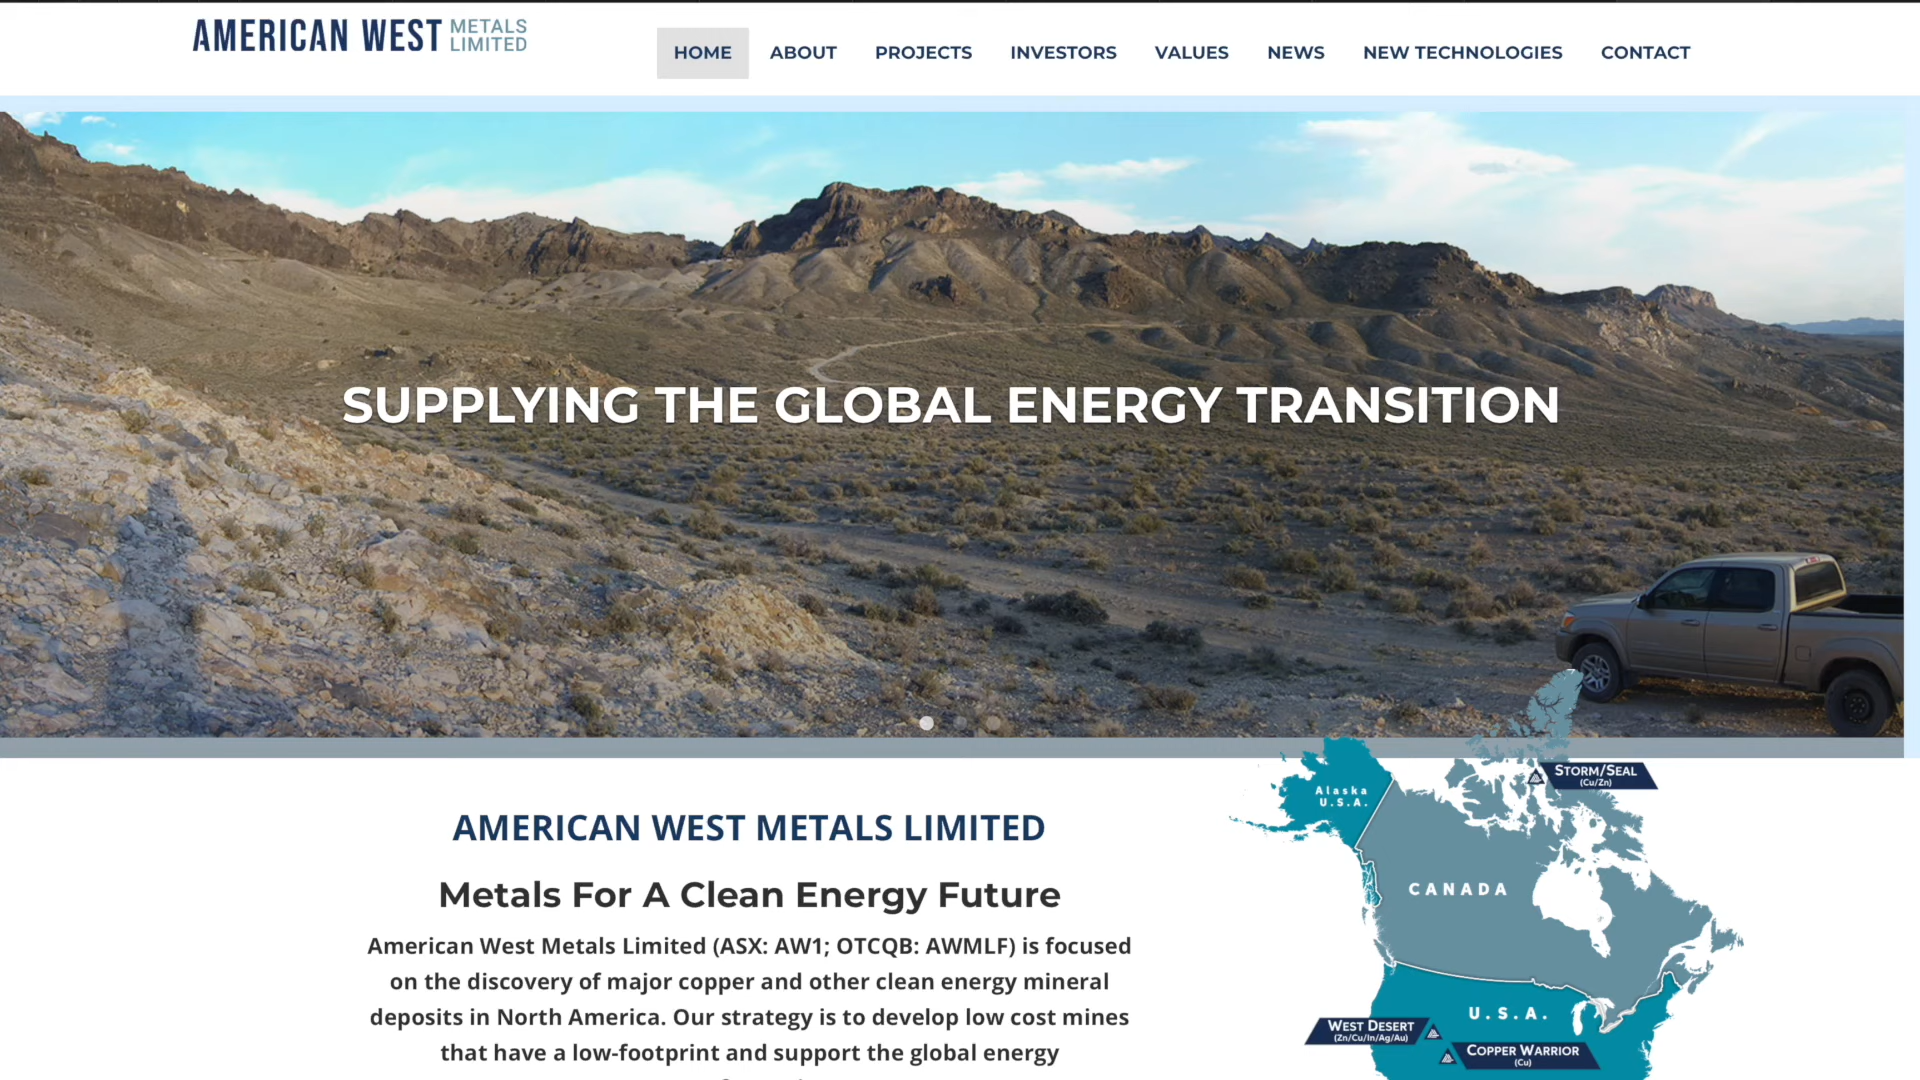 AMERICAN WEST METALS LIMITED
HOME ABOUT PROJECTS INVESTORS VALUES NEWS NEW TECHNOLOGIES CONTACT
SUPPLYING THE GLOBAL ENERGY TRANSITION
AMERICAN WEST METALS LIMITED
Metals For A Clean Energy Future
American West Metals Limited (ASX: AW1; OTCQB: AWMLF) is focused
on the discovery of major copper and other clean energy mineral
deposits in North America. Our strategy is to develop low cost mines
that have a low-footprint and support the global energy
STORM/SEAL
(Cu/Zn)
Alaska
U.S.A.
CANADA
U.S.A.
WEST DESERT
(Zn/Cu/In/Ag/Au)
COPPER WARRIOR
(Cu)